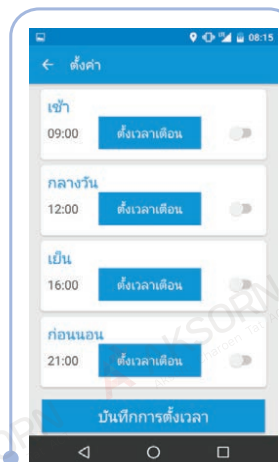 08:15
← ตั้งค่า
เช้า
09:00 ตั้งเวลาเตือน
กลางวัน
12:00 ตั้งเวลาเตือน
เย็น
16:00 ตั้งเวลาเตือน
ก่อนนอน
21:00 ตั้งเวลาเตือน
บันทึกการตั้งเวลา
AKSORN